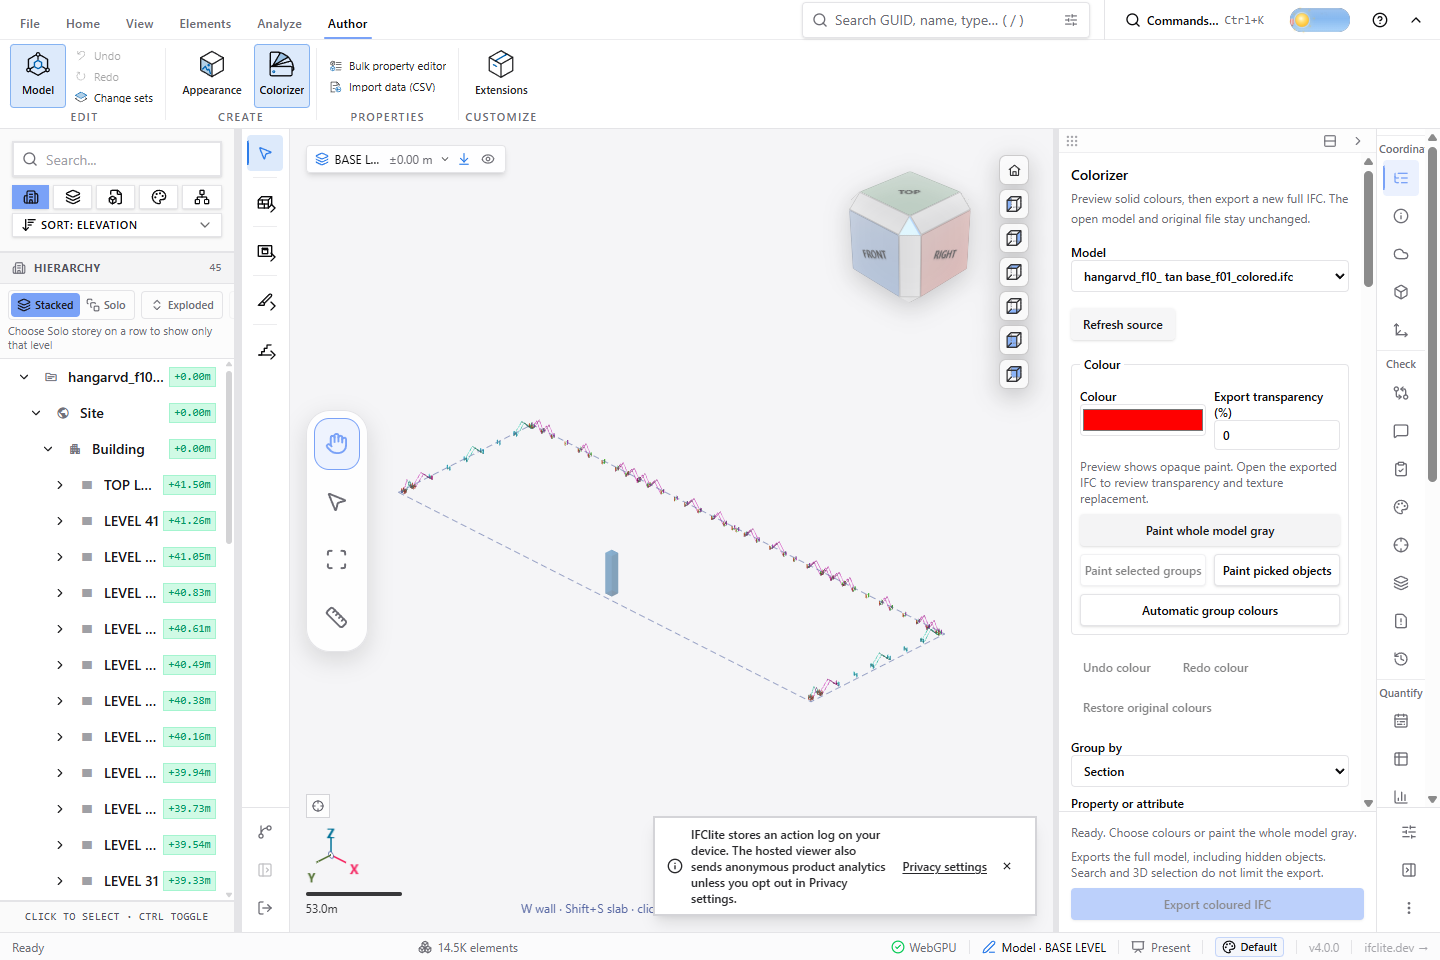 File Home View Elements Analyze Author
Search GUID, name, type... ( / )
Commands... Ctrl+K
Model
Undo
Redo
Change sets
EDIT
Appearance
Colorizer
CREATE
Bulk property editor
Import data (CSV)
PROPERTIES
Extensions
CUSTOMIZE
Search...
SORT: ELEVATION
HIERARCHY 45
Stacked Solo Exploded
Choose Solo storey on a row to show only
that level
hangarvd_f10... +0.00m
Site +0.00m
Building +0.00m
TOP L... +41.50m
LEVEL 41 +41.26m
LEVEL ... +41.05m
LEVEL ... +40.83m
LEVEL ... +40.61m
LEVEL ... +40.49m
LEVEL ... +40.38m
LEVEL ... +40.16m
LEVEL ... +39.94m
LEVEL ... +39.73m
LEVEL ... +39.54m
LEVEL 31 +39.33m
CLICK TO SELECT · CTRL TOGGLE
BASE L... ±0.00 m
TOP
FRONT
RIGHT
Z
X
Y
53.0m
W wall · Shift+S slab · clic
IFClite stores an action log on your
device. The hosted viewer also
sends anonymous product analytics
unless you opt out in Privacy
settings.
Privacy settings
Colorizer
Preview solid colours, then export a new full IFC. The
open model and original file stay unchanged.
Model
hangarvd_f10_ tan base_f01_colored.ifc
Refresh source
Colour
Colour
Export transparency
(%)
0
Preview shows opaque paint. Open the exported
IFC to review transparency and texture
replacement.
Paint whole model gray
Paint selected groups
Paint picked objects
Automatic group colours
Undo colour Redo colour
Restore original colours
Group by
Section
Property or attribute
Ready. Choose colours or paint the whole model gray.
Exports the full model, including hidden objects.
Search and 3D selection do not limit the export.
Export coloured IFC
Coordina
Check
Quantify
Ready
14.5K elements
WebGPU
Model · BASE LEVEL
Present
Default
v4.0.0
ifclite.dev →